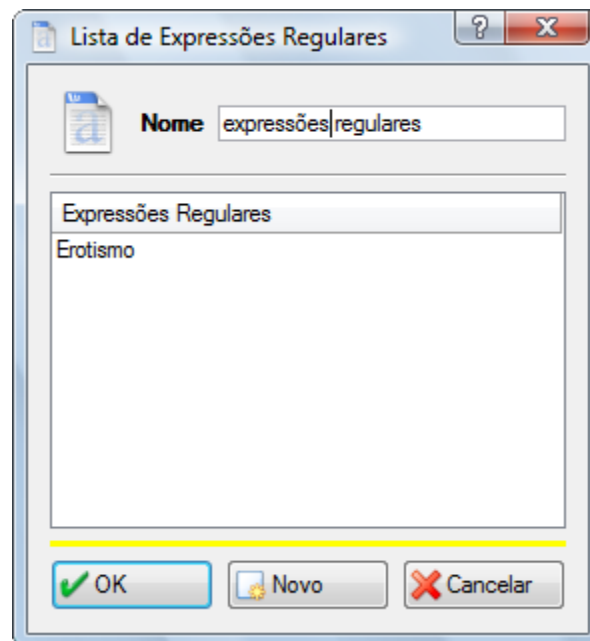 Lista de Expressões Regulares
Nome expressões regulares
Expressões Regulares
Erotismo
OK Novo Cancelar